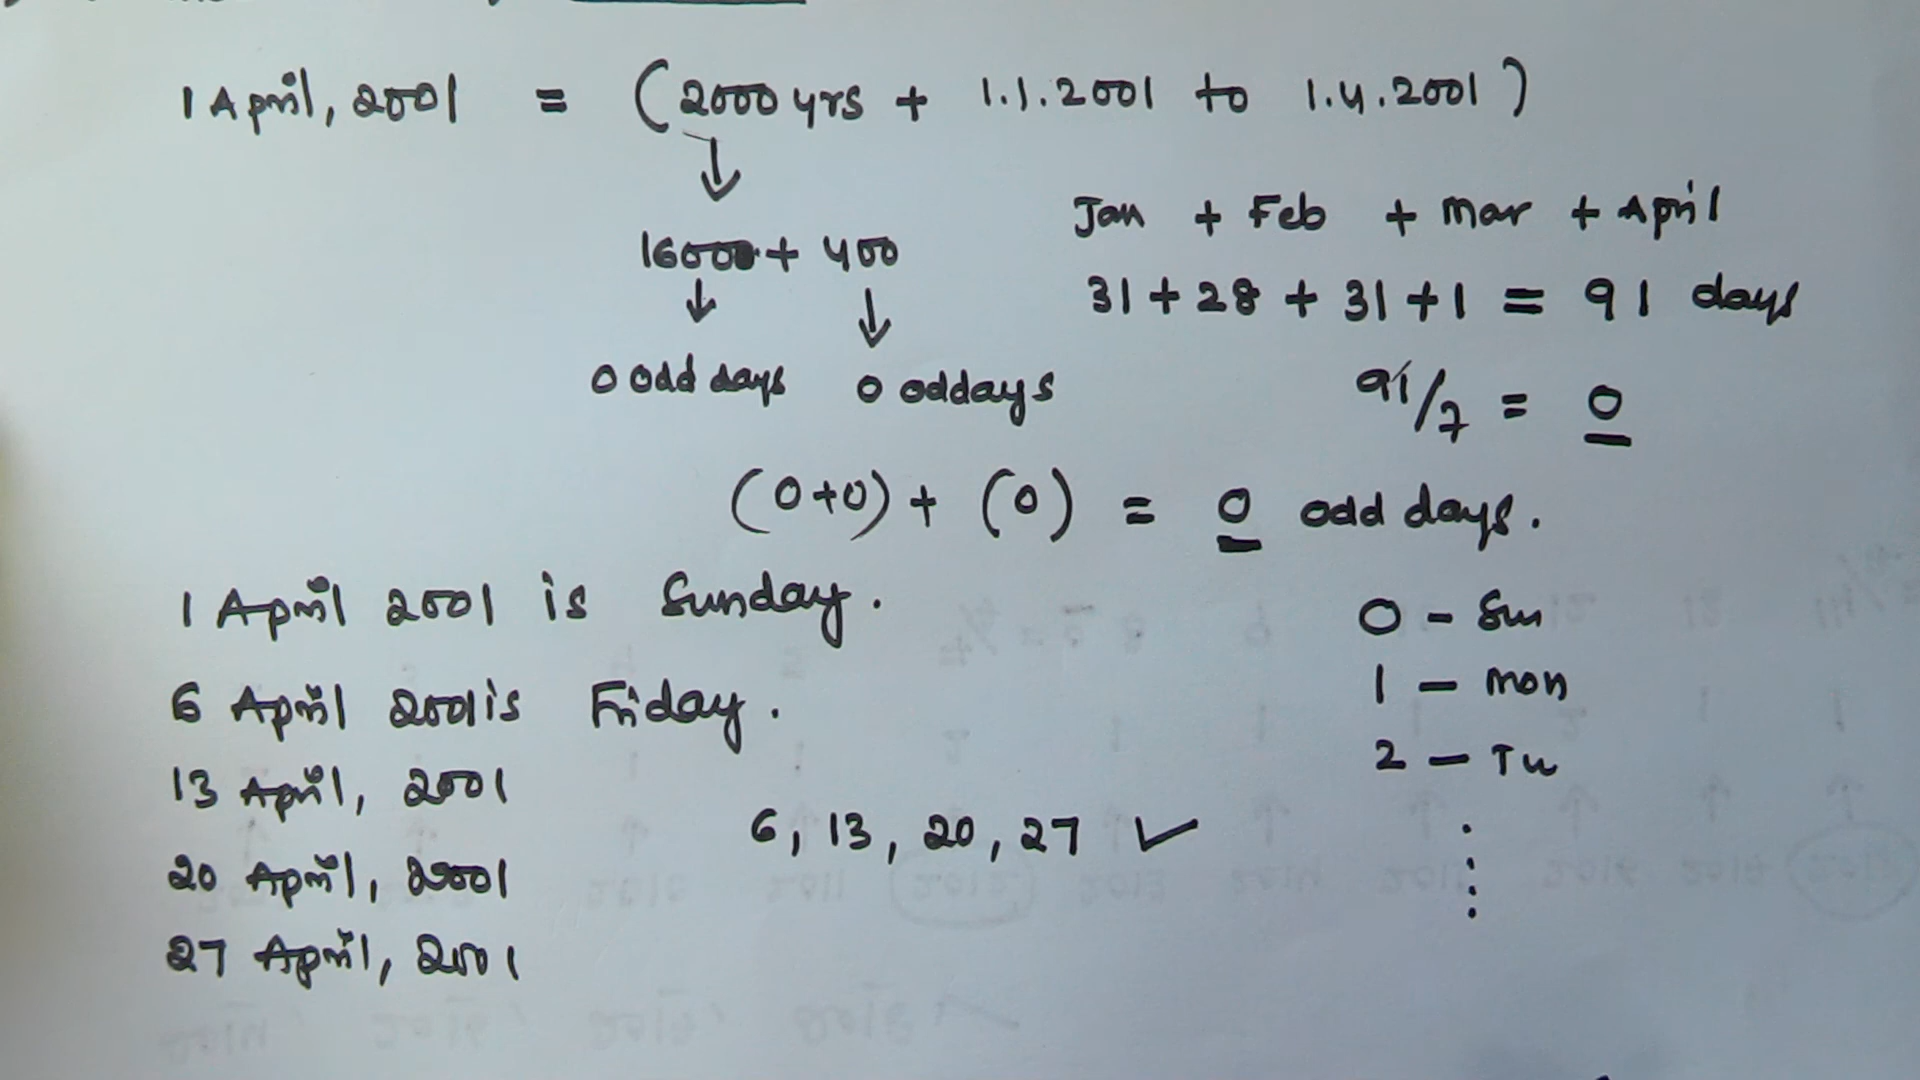 1 April, 2001 = (2000 yrs + 1.1.2001 to 1.4.2001)
Jan + Feb + Mar + April
1600 + 400
31 + 28 + 31 + 1 = 91 days
0 odd days 0 oddays
91/7 = 0
(0+0) + (0) = 0 odd days.
1 April 2001 is Sunday.
0 - Sun
6 April 2001 is Friday.
1 - Mon
2 - Tu
13 April, 2001
6, 13, 20, 27 ✓
20 April, 2001
27 April, 2001